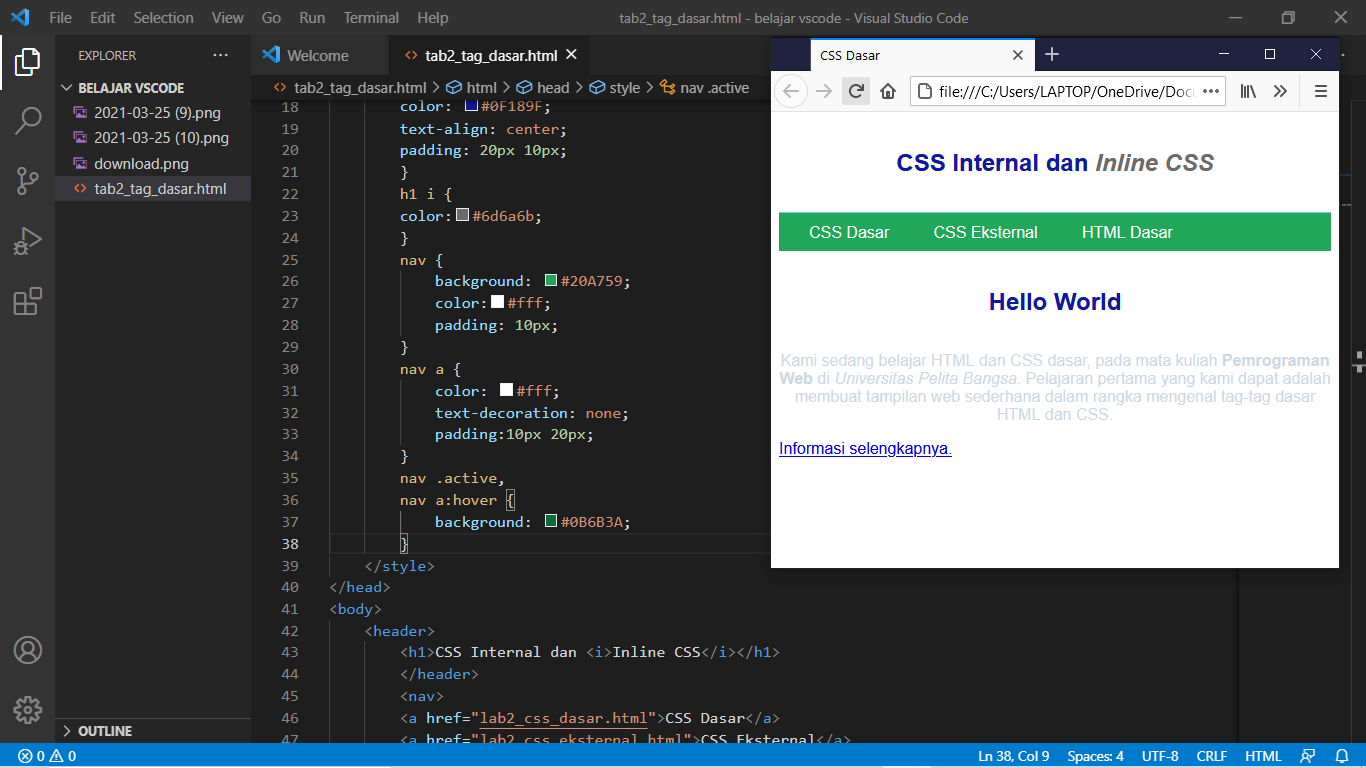 File Edit Selection View Go Run Terminal Help
tab2_tag_dasar.html - belajar vscode - Visual Studio Code
EXPLORER
BELAJAR VSCODE
2021-03-25 (9).png
2021-03-25 (10).png
download.png
tab2_tag_dasar.html
OUTLINE
Welcome
tab2_tag_dasar.html
tab2_tag_dasar.html > html > head > style > nav .active
18 color: #0F189F;
19 text-align: center;
20 padding: 20px 10px;
21 }
22 h1 i {
23 color: #6d6a6b;
24 }
25 nav {
26 background: #20A759;
27 color: #fff;
28 padding: 10px;
29 }
30 nav a {
31 color: #fff;
32 text-decoration: none;
33 padding:10px 20px;
34 }
35 nav .active,
36 nav a:hover {
37 background: #0B6B3A;
38 }
39 </style>
40 </head>
41 <body>
42 <header>
43 <h1>CSS Internal dan <i>Inline CSS</i></h1>
44 </header>
45 <nav>
46 <a href="lab2_css_dasar.html">CSS Dasar</a>
47 <a href="lab2_css_eksternal.html">CSS Eksternal</a>
CSS Dasar
file:///C:/Users/LAPTOP/OneDrive/Docu
CSS Internal dan Inline CSS
CSS Dasar CSS Eksternal HTML Dasar
Hello World
Kami sedang belajar HTML dan CSS dasar, pada mata kuliah Pemrograman
Web di Universitas Pelita Bangsa. Pelajaran pertama yang kami dapat adalah
membuat tampilan web sederhana dalam rangka mengenal tag-tag dasar
HTML dan CSS.
Informasi selengkapnya.
0 0
Ln 38, Col 9 Spaces: 4 UTF-8 CRLF HTML